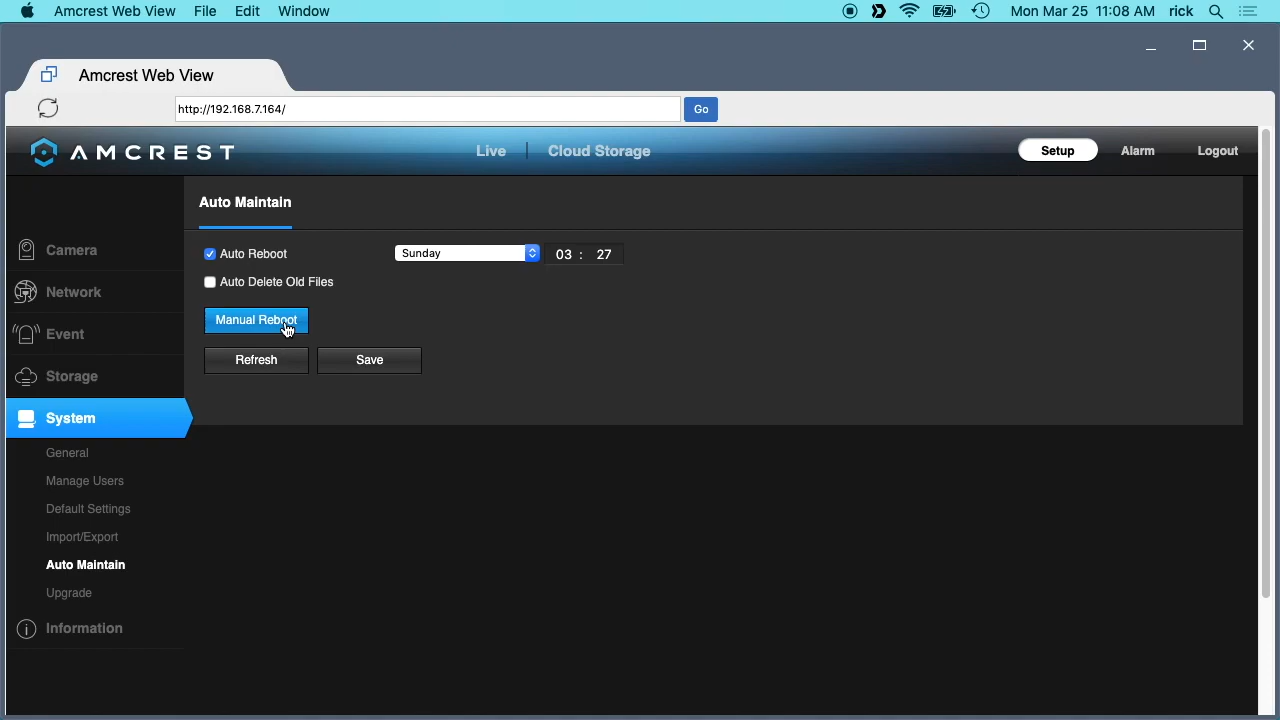 Amcrest Web View File Edit Window Mon Mar 25 11:08 AM rick
Amcrest Web View
http://192.168.7.164/ Go
AMCREST Live Cloud Storage Setup Alarm Logout
Auto Maintain
Camera
Network
Event
Storage
System
General
Manage Users
Default Settings
Import/Export
Auto Maintain
Upgrade
Information
Auto Reboot Sunday 03 : 27
Auto Delete Old Files
Manual Reboot
Refresh Save